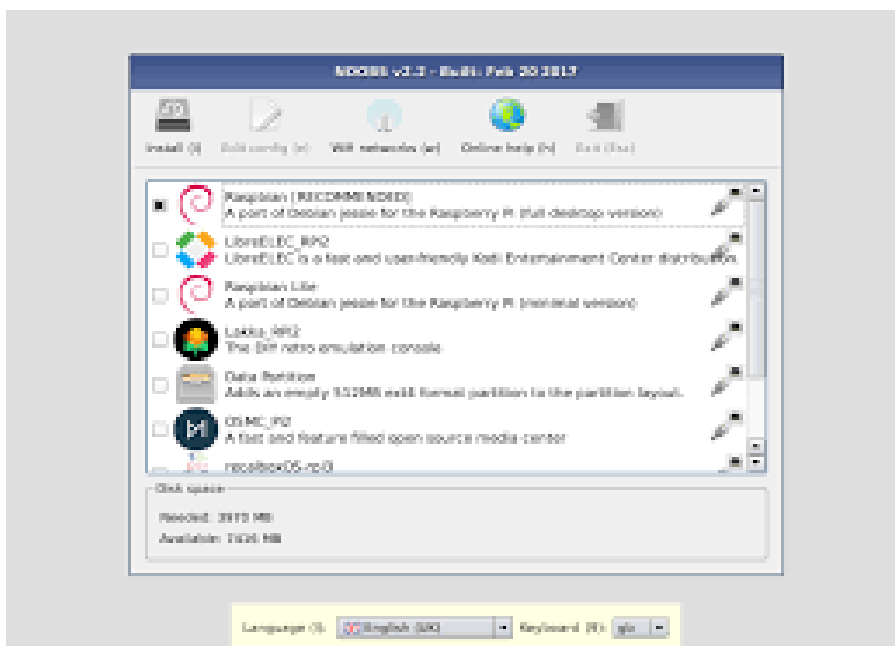 NOOBS v2.3 - Built: Feb 20 2017
Install (i) Edit config (e) Wifi networks (w) Online help (h) Exit (Esc)
Raspbian [RECOMMENDED]
A port of Debian jessie for the Raspberry Pi (full desktop version)
LibreELEC_RPi2
LibreELEC is a fast and user-friendly Kodi Entertainment Center distribution.
Raspbian Lite
A port of Debian jessie for the Raspberry Pi (minimal version)
Lakka_RPi2
The DIY retro emulation console
Data Partition
Adds an empty 512MB ext4 format partition to the partition layout.
OSMC_Pi2
A fast and feature filled open source media center
recalboxOS-rpi3
Disk space
Needed: MB
Available: MB
Language (l): English (UK) Keyboard (9): gb